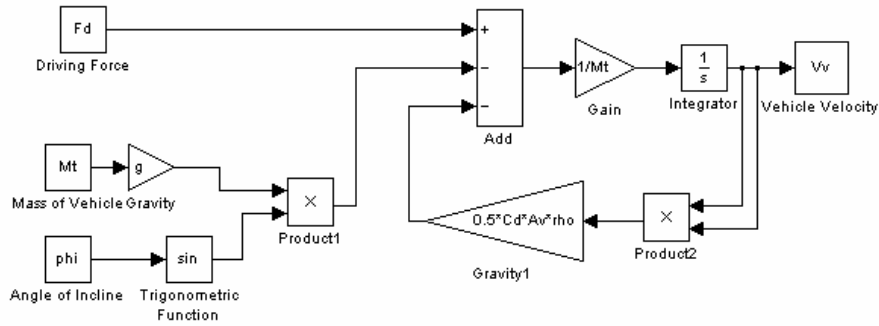 Fd
Driving Force
+
−
−
Add
1/Mt
Gain
1
s
Integrator
Vv
Vehicle Velocity
Mt
Mass of Vehicle
g
Gravity
×
Product1
phi
Angle of Incline
sin
Trigonometric
Function
0.5*Cd*Av*rho
Gravity1
×
Product2